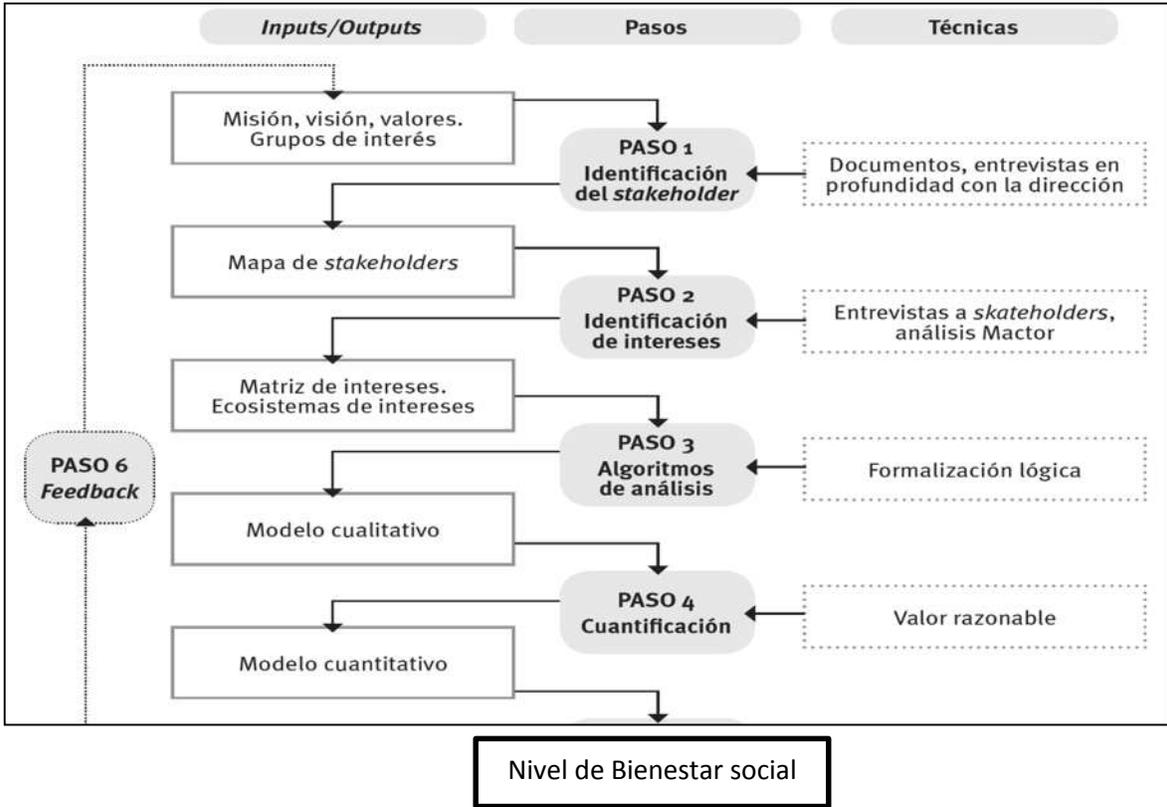 Inputs/Outputs
Pasos
Técnicas
Misión, visión, valores.
Grupos de interés
PASO 1
Identificación
del stakeholder
Documentos, entrevistas en
profundidad con la dirección
Mapa de stakeholders
PASO 2
Identificación
de intereses
Entrevistas a skateholders,
análisis Mactor
Matriz de intereses.
Ecosistemas de intereses
PASO 3
Algoritmos
de análisis
Formalización lógica
PASO 6
Feedback
Modelo cualitativo
PASO 4
Cuantificación
Valor razonable
Modelo cuantitativo
Nivel de Bienestar social